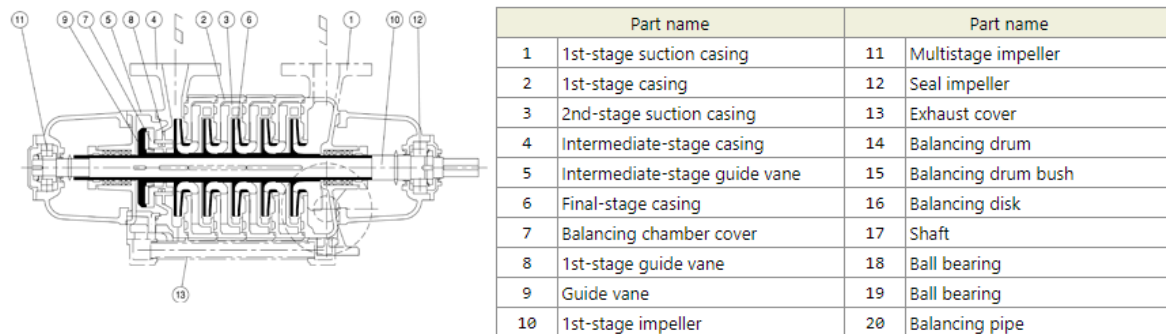 11 9 7 5 8 4 2 3 6 1 10 12
13
Part name Part name
1 1st-stage suction casing 11 Multistage impeller
2 1st-stage casing 12 Seal impeller
3 2nd-stage suction casing 13 Exhaust cover
4 Intermediate-stage casing 14 Balancing drum
5 Intermediate-stage guide vane 15 Balancing drum bush
6 Final-stage casing 16 Balancing disk
7 Balancing chamber cover 17 Shaft
8 1st-stage guide vane 18 Ball bearing
9 Guide vane 19 Ball bearing
10 1st-stage impeller 20 Balancing pipe